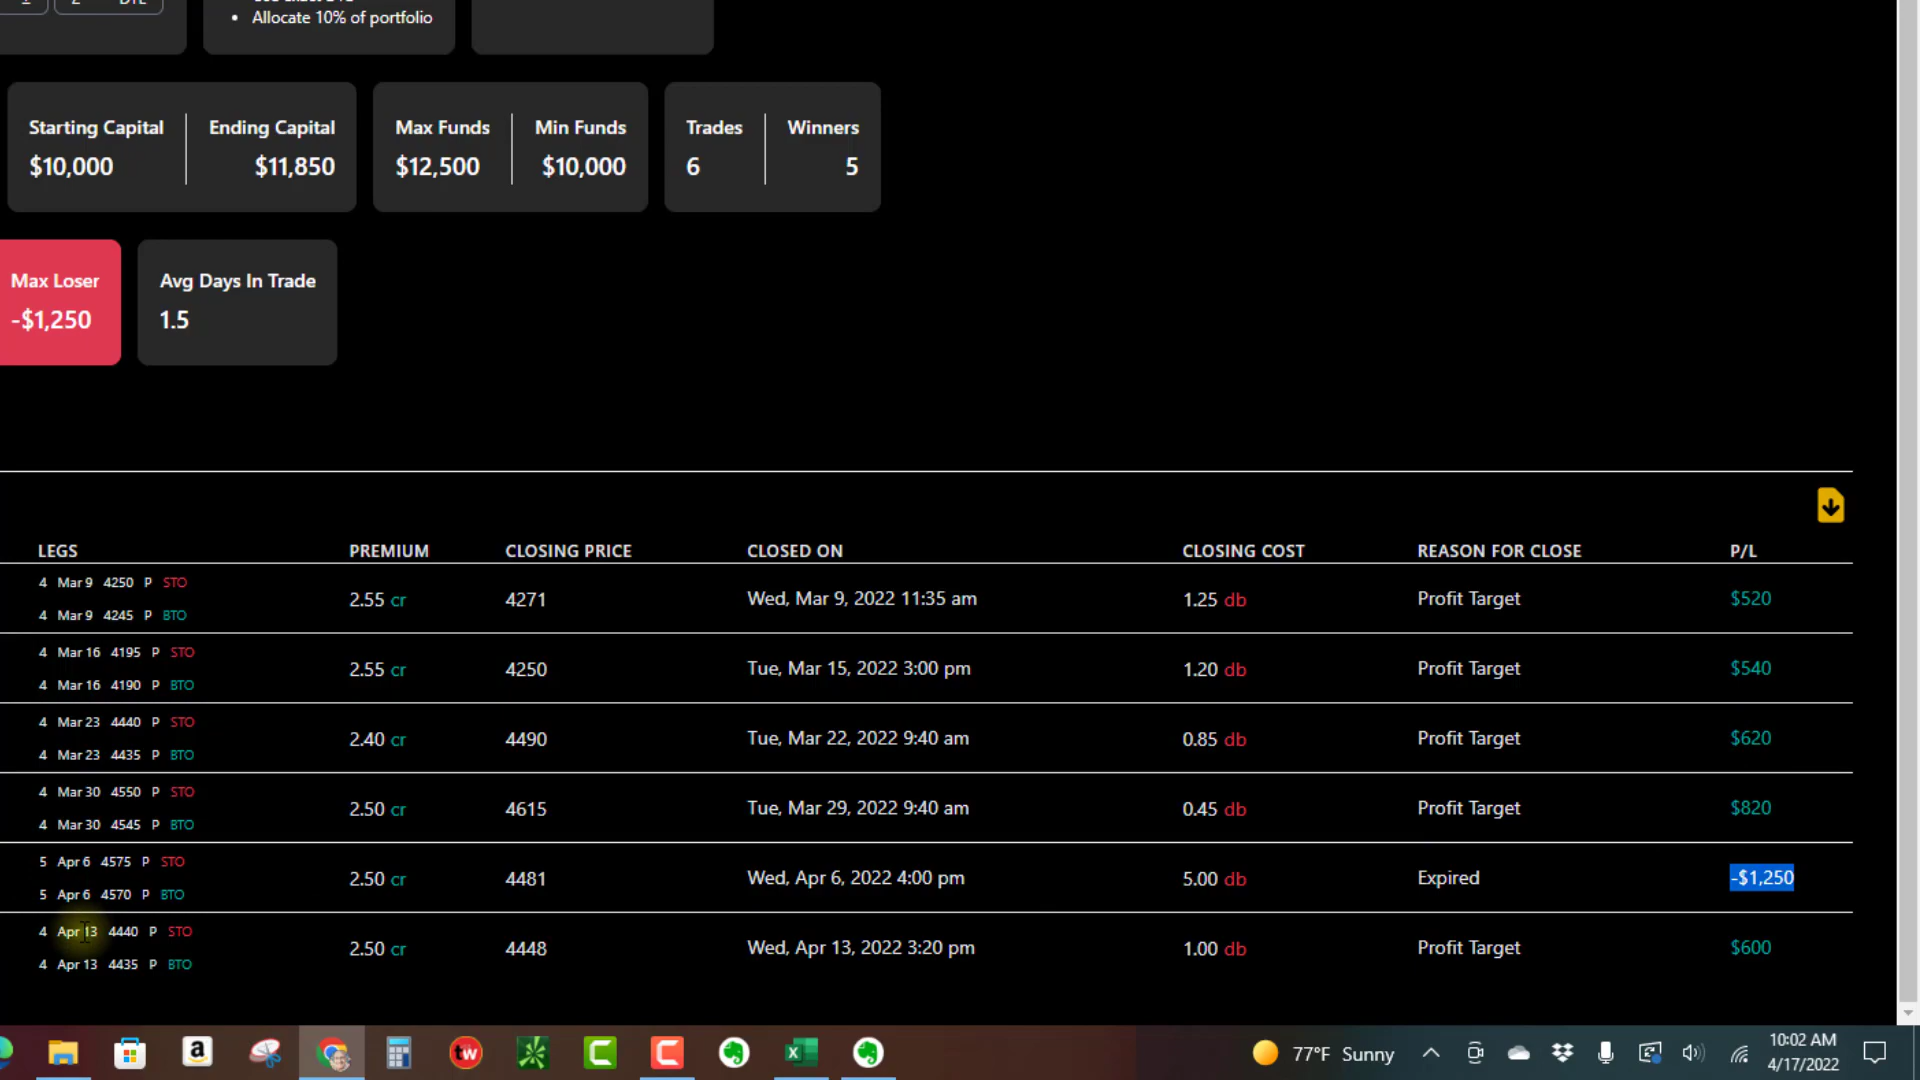 • Allocate 10% of portfolio
Starting Capital Ending Capital Max Funds Min Funds Trades Winners
$10,000 $11,850 $12,500 $10,000 6 5
Max Loser Avg Days In Trade
-$1,250 1.5
LEGS PREMIUM CLOSING PRICE CLOSED ON CLOSING COST REASON FOR CLOSE P/L
4 Mar 9 4250 P STO
2.55 cr 4271 Wed, Mar 9, 2022 11:35 am 1.25 db Profit Target $520
4 Mar 9 4245 P BTO
4 Mar 16 4195 P STO
2.55 cr 4250 Tue, Mar 15, 2022 3:00 pm 1.20 db Profit Target $540
4 Mar 16 4190 P BTO
4 Mar 23 4440 P STO
2.40 cr 4490 Tue, Mar 22, 2022 9:40 am 0.85 db Profit Target $620
4 Mar 23 4435 P BTO
4 Mar 30 4550 P STO
2.50 cr 4615 Tue, Mar 29, 2022 9:40 am 0.45 db Profit Target $820
4 Mar 30 4545 P BTO
5 Apr 6 4575 P STO
2.50 cr 4481 Wed, Apr 6, 2022 4:00 pm 5.00 db Expired -$1,250
5 Apr 6 4570 P BTO
4 Apr 13 4440 P STO
2.50 cr 4448 Wed, Apr 13, 2022 3:20 pm 1.00 db Profit Target $600
4 Apr 13 4435 P BTO
a tw 77°F Sunny 10:02 AM
4/17/2022